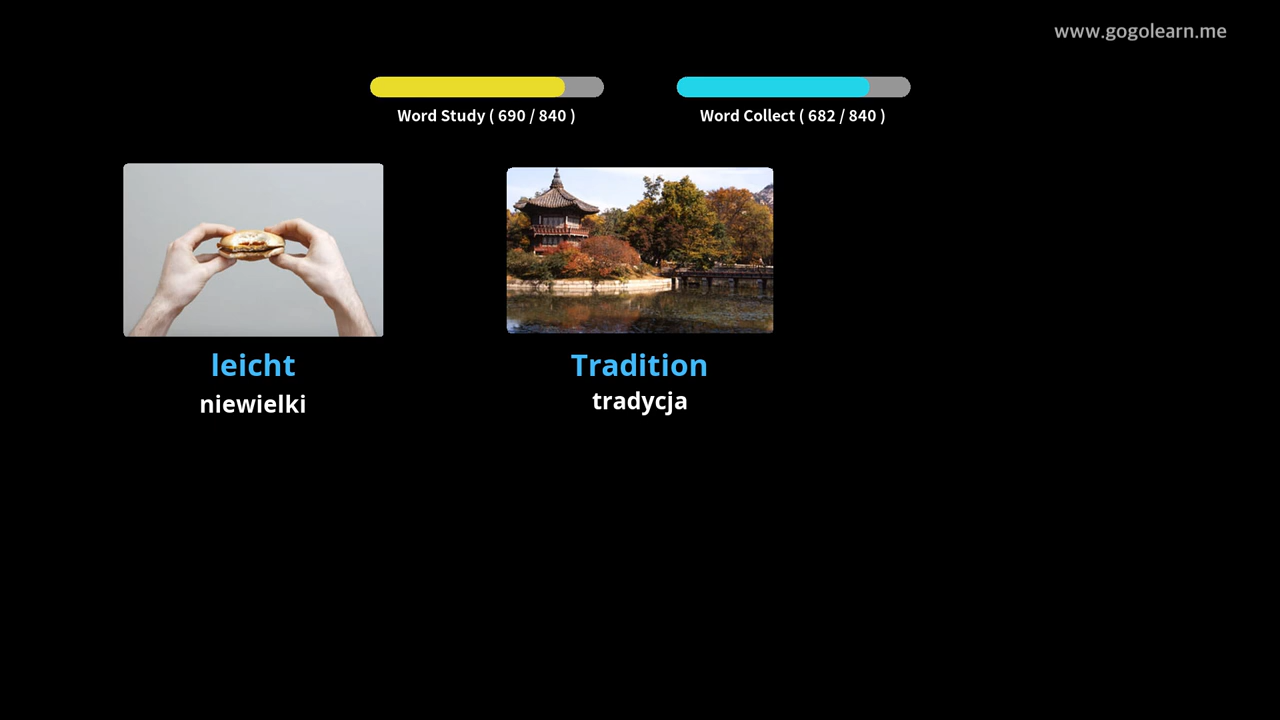 www.gogolearn.me
Word Study ( 690 / 840 )
Word Collect ( 682 / 840 )
leicht
niewielki
Tradition
tradycja